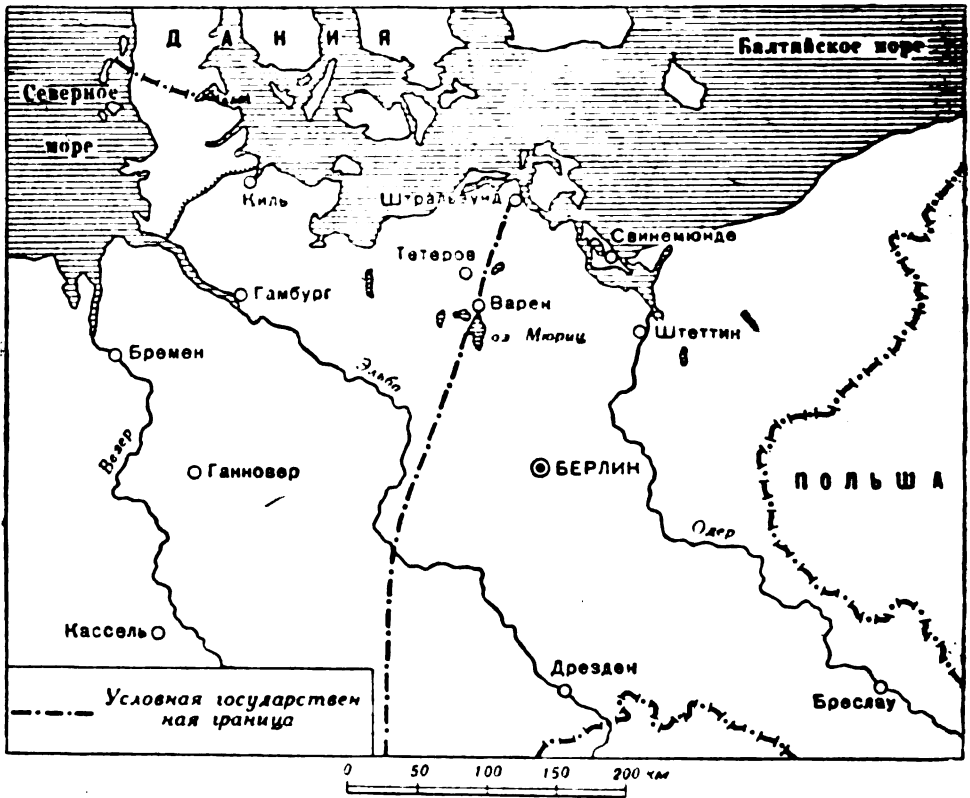 ДАНИЯ
Балтийское море
Северное
море
Киль
Штральзунд
Свинемюнде
Тетеров
Гамбург
Варен
оз Мюриц
Штеттин
Бремен
Эльба
Везер
Ганновер
БЕРЛИН
ПОЛЬША
Одер
Кассель
Дрезден
Бреслау
Условная государствен
ная граница
0 50 100 150 200 км